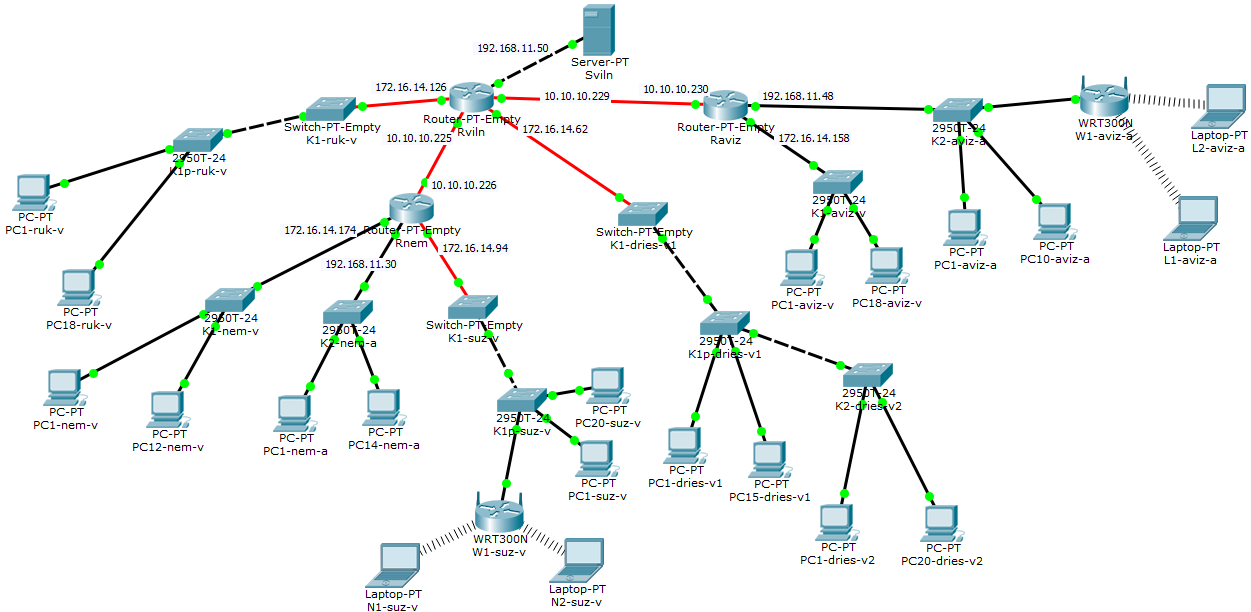 192.168.11.50
Server-PT
Sviln
172.16.14.126
Router-PT-Empty
Rviln
10.10.10.229
10.10.10.230
Router-PT-Empty
Raviz
192.168.11.48
2950T-24
K2-aviz-a
WRT300N
W1-aviz-a
Laptop-PT
L2-aviz-a
Switch-PT-Empty
K1-ruk-v
10.10.10.225
172.16.14.62
172.16.14.158
2950T-24
K1p-ruk-v
PC-PT
PC1-ruk-v
10.10.10.226
2950T-24
K1-aviz-v
Laptop-PT
L1-aviz-a
172.16.14.174
Router-PT-Empty
Rnem
172.16.14.94
Switch-PT-Empty
K1-dries-v1
PC-PT
PC1-aviz-a
PC-PT
PC10-aviz-a
192.168.11.30
PC-PT
PC1-aviz-v
PC-PT
PC18-aviz-v
PC-PT
PC18-ruk-v
2950T-24
K1-nem-v
2950T-24
K2-nem-a
Switch-PT-Empty
K1-suz-v
2950T-24
K1p-dries-v1
2950T-24
K2-dries-v2
PC-PT
PC1-nem-v
PC-PT
PC12-nem-v
PC-PT
PC1-nem-a
PC-PT
PC14-nem-a
2950T-24
K1p-suz-v
PC-PT
PC20-suz-v
PC-PT
PC1-suz-v
PC-PT
PC1-dries-v1
PC-PT
PC15-dries-v1
WRT300N
W1-suz-v
PC-PT
PC1-dries-v2
PC-PT
PC20-dries-v2
Laptop-PT
N1-suz-v
Laptop-PT
N2-suz-v